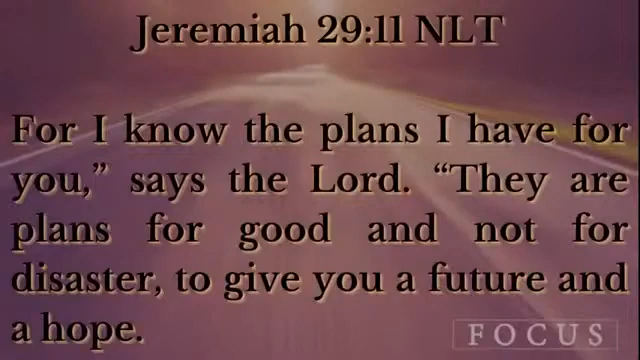 Jeremiah 29:11 NLT
For I know the plans I have for
you,” says the Lord. “They are
plans for good and not for
disaster, to give you a future and
a hope.
FOCUS